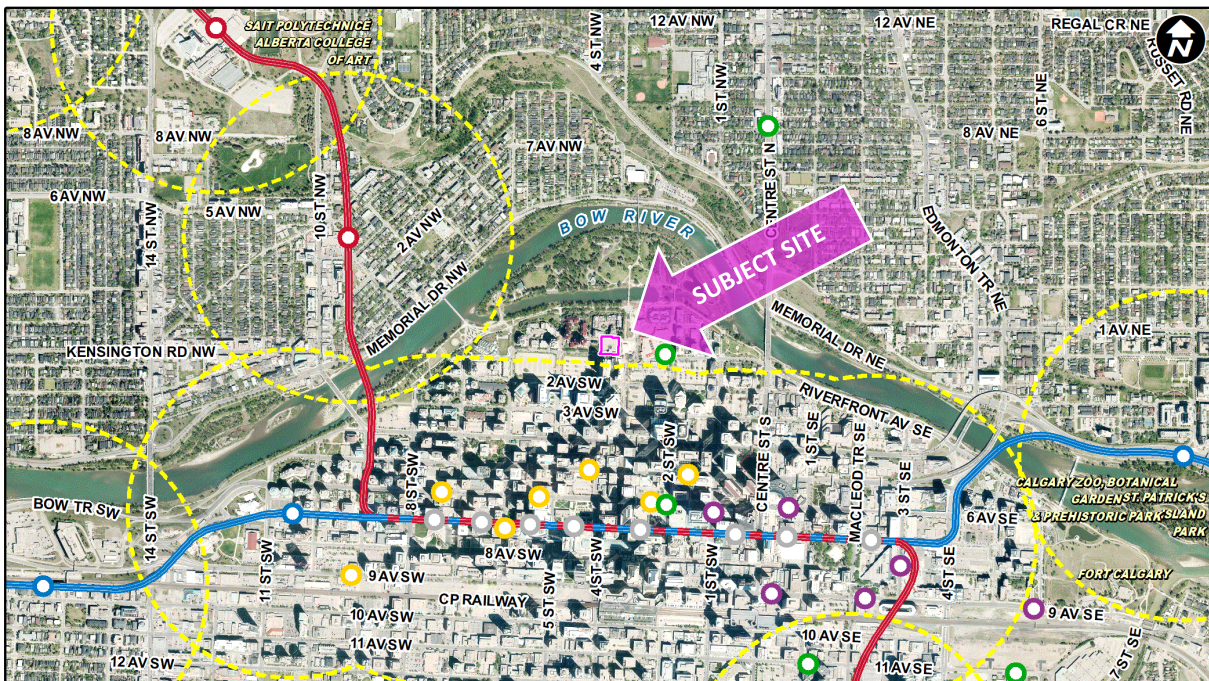 SAIT POLYTECHNICE
ALBERTA COLLEGE
OF ART
4 ST NW
12 AV NW
12 AV NE
REGAL CR NE
N
RUSSET RD NE
1 ST NW
6 ST NE
8 AV NW
8 AV NW
8 AV NE
7 AV NW
CENTRE ST N
6 AV NW
5 AV NW
10 ST NW
14 ST NW
2 AV NW
BOW RIVER
EDMONTON TR NE
SUBJECT SITE
MEMORIAL DR NW
MEMORIAL DR NE
KENSINGTON RD NW
1 AV NE
2 AV SW
3 AV SW
RIVERFRONT AV SE
8 ST SW
2 ST SW
CENTRE ST S
1 ST SE
MACLEOD TR SE
3 ST SE
CALGARY ZOO, BOTANICAL
GARDEN ST. PATRICK'S
& PREHISTORIC PARK ISLAND
PARK
BOW TR SW
14 ST SW
6 AV SE
11 ST SW
8 AV SW
5 ST SW
4 ST SW
1 ST SW
4 ST SE
9 AV SW
FORT CALGARY
CP RAILWAY
10 AV SW
9 AV SE
11 AV SW
10 AV SE
12 AV SW
11 AV SE
7 ST SE